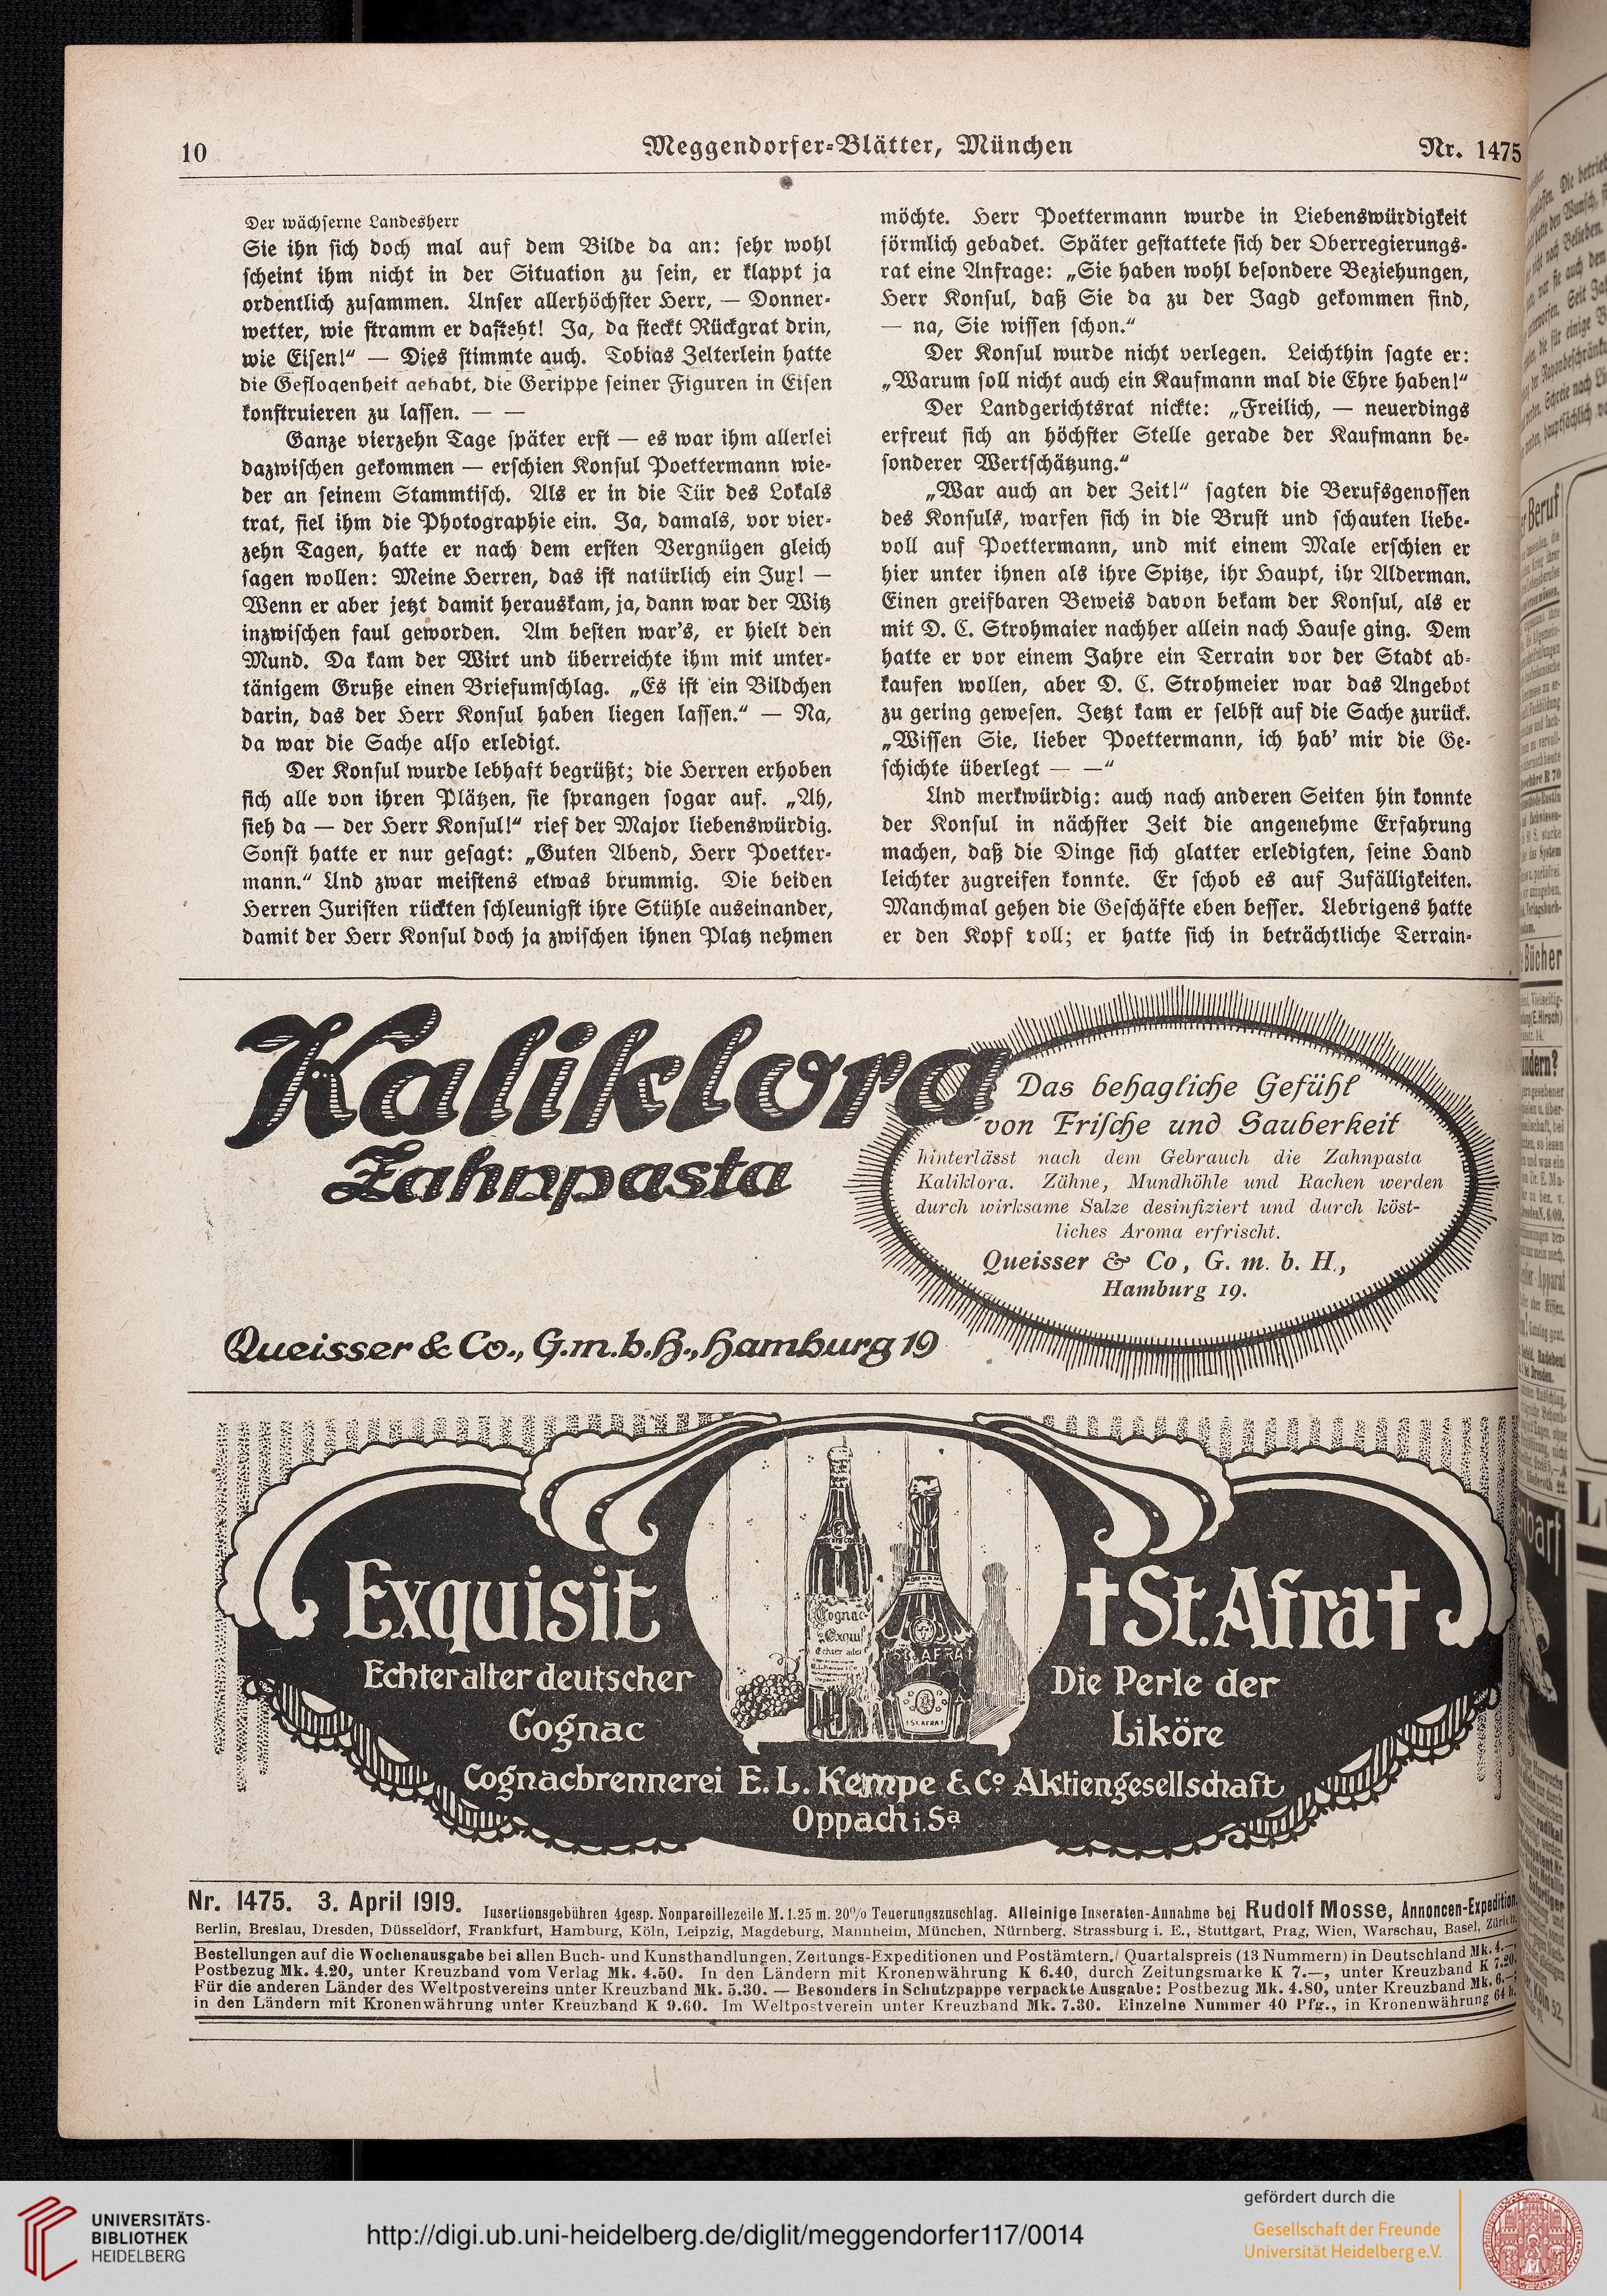 10
Meggendorfer-Blätter, München
Nr. 1475
Der wächserne Landesherr
Sie ihn sich doch mal auf dem Bilde da an: sehr wohl
scheint ihm nicht in der Situation zu sein, er klappt ja
ordentlich zusammen. Unser allerhöchster Herr, — Donner-
wetter, wie stramm er dasteht! Ja, da steckt Rückgrat drin,
wie Eisen!“ — Dies stimmte auch. Tobias Zelterlein hatte
die Geflogenheit gehabt, die Gerippe seiner Figuren in Eisen
konstruieren zu lassen. — —
Ganze vierzehn Tage später erst — es war ihm allerlei
dazwischen gekommen — erschien Konsul Poettermann wie-
der an seinem Stammtisch. Als er in die Tür des Lokals
trat, fiel ihm die Photographie ein. Ja, damals, vor vier-
zehn Tagen, hatte er nach dem ersten Vergnügen gleich
sagen wollen: Meine Herren, das ist natürlich ein Jux! —
Wenn er aber jetzt damit herauskam, ja, dann war der Witz
inzwischen faul geworden. Am besten war's, er hielt den
Mund. Da kam der Wirt und überreichte ihm mit unter-
tänigem Gruße einen Briefumschlag. „Es ist ein Bildchen
darin, das der Herr Konsul haben liegen lassen.“ — Na,
da war die Sache also erledigt.
Der Konsul wurde lebhaft begrüßt; die Herren erhoben
sich alle von ihren Plätzen, sie sprangen sogar auf. „Ah,
sieh da — der Herr Konsul!“ rief der Major liebenswürdig.
Sonst hatte er nur gesagt: „Guten Abend, Herr Poetter-
mann.“ Und zwar meistens etwas brummig. Die beiden
Herren Juristen rückten schleunigst ihre Stühle auseinander,
damit der Herr Konsul doch ja zwischen ihnen Platz nehmen
möchte. Herr Poettermann wurde in Liebenswürdigkeit
förmlich gebadet. Später gestattete sich der Oberregierungs-
rat eine Anfrage: „Sie haben wohl besondere Beziehungen,
Herr Konsul, daß Sie da zu der Jagd gekommen sind,
— na, Sie wissen schon.“
Der Konsul wurde nicht verlegen. Leichthin sagte er:
„Warum soll nicht auch ein Kaufmann mal die Ehre haben!“
Der Landgerichtsrat nickte: „Freilich, — neuerdings
erfreut sich an höchster Stelle gerade der Kaufmann be-
sonderer Wertschätzung.“
„War auch an der Zeit!“ sagten die Berufsgenossen
des Konsuls, warfen sich in die Brust und schauten liebe-
voll auf Poettermann, und mit einem Male erschien er
hier unter ihnen als ihre Spitze, ihr Haupt, ihr Alderman.
Einen greifbaren Beweis davon bekam der Konsul, als er
mit D. C. Strohmaier nachher allein nach Hause ging. Dem
hatte er vor einem Jahre ein Terrain vor der Stadt ab-
kaufen wollen, aber D. C. Strohmeier war das Angebot
zu gering gewesen. Jetzt kam er selbst auf die Sache zurück.
„Wissen Sie, lieber Poettermann, ich hab' mir die Ge-
schichte überlegt — —“
Und merkwürdig: auch nach anderen Seiten hin konnte
der Konsul in nächster Zeit die angenehme Erfahrung
machen, daß die Dinge sich glatter erledigten, seine Hand
leichter zugreifen konnte. Er schob es auf Zufälligkeiten.
Manchmal gehen die Geschäfte eben besser. Uebrigens hatte
er den Kopf voll; er hatte sich in beträchtliche Terrain-
Kaliklora
Zahnpasta
Das behagliche Gefühl
von Frische und Sauberkeit
hinterlässt nach dem Gebrauch die Zahnpasta
Kaliklora. Zähne, Mundhöhle und Rachen werden
durch wirksame Salze desinfiziert und durch köst-
liches Aroma erfrischt.
Queisser & Co, G. m. b. H.,
Hamburg 19.
Queisser & Co., G.m.b.H., Hamburg 19
Exquisit
Echter alter deutscher
Cognac
Cognac
Exquisit
Echter alter
St. AFRA
St. AFRA
†St. Afra†
Die Perle der
Liköre
Cognacbrennerei E. L. Kempe & Co Aktiengesellschaft
Oppach i. Sa
Nr. 1475. 3. April 1919. Insertionsgebühren 4gesp. Nonpareillezeile M. 1.25 m. 20% Teuerungszuschlag. Alleinige Inseraten-Annahme bei Rudolf Mosse, Annoncen-Expedition.
Berlin, Breslau, Dresden, Düsseldorf, Frankfurt, Hamburg, Köln, Leipzig, Magdeburg, Mannheim, München, Nürnberg, Strassburg i. E., Stuttgart, Prag, Wien, Warschau, Basel, Zürich.
Bestellungen auf die Wochenausgabe bei allen Buch- und Kunsthandlungen, Zeitungs-Expeditionen und Postämtern. Quartalspreis (13 Nummern) in Deutschland Mk. 4.—,
Postbezug Mk. 4.20, unter Kreuzband vom Verlag Mk. 4.50. In den Ländern mit Kronenwährung K 6.40, durch Zeitungsmarke K 7.—, unter Kreuzband K 7.20.
Für die anderen Länder des Weltpostvereins unter Kreuzband Mk. 5.30. — Besonders in Schutzpappe verpackte Ausgabe: Postbezug Mk. 4.80, unter Kreuzband Mk. 6.—;
in den Ländern mit Kronenwährung unter Kreuzband K 9.60. Im Weltpostverein unter Kreuzband Mk. 7.30. Einzelne Nummer 40 Pfg., in Kronenwährung 64 h.
Beruf
Bücher
UNIVERSITÄTS-
BIBLIOTHEK
HEIDELBERG
http://digi.ub.uni-heidelberg.de/diglit/meggendorfer117/0014
gefördert durch die
Gesellschaft der Freunde
Universität Heidelberg e.V.